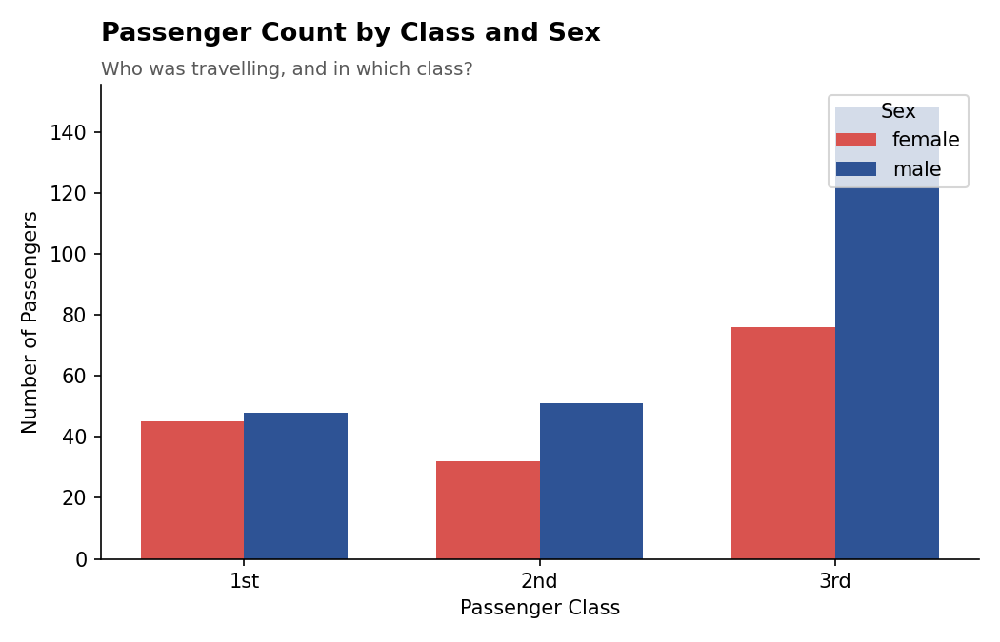 Passenger Count by Class and Sex
Who was travelling, and in which class?
Number of Passengers
140
120
100
80
60
40
20
0
Sex
female
male
1st 2nd 3rd
Passenger Class